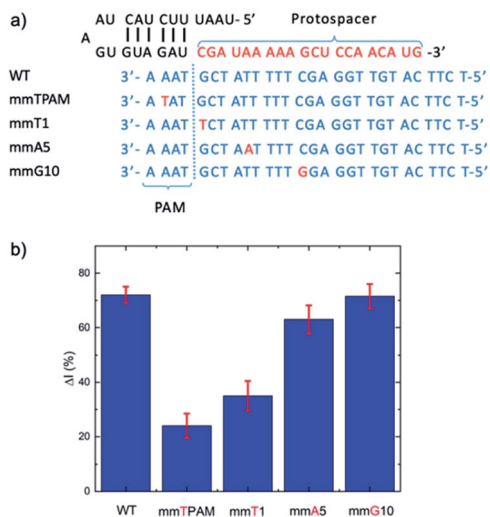 a)
AU CAU CUU UAAU- 5’
Protospacer
A
GU GUA GAU CGA UAA AAA GCU CCA ACA UG -3’
WT 3’- A AAT GCT ATT TTT CGA GGT TGT AC TTC T-5’
mmTPAM 3’- A TAT GCT ATT TTT CGA GGT TGT AC TTC T-5’
mmT1 3’- A AAT TCT ATT TTT CGA GGT TGT AC TTC T-5’
mmA5 3’- A AAT GCT AAT TTT CGA GGT TGT AC TTC T-5’
mmG10 3’- A AAT GCT ATT TTT GGA GGT TGT AC TTC T-5’
PAM
b)
ΔI (%)
80
60
40
20
0
WT mmTPAM mmT1 mmA5 mmG10